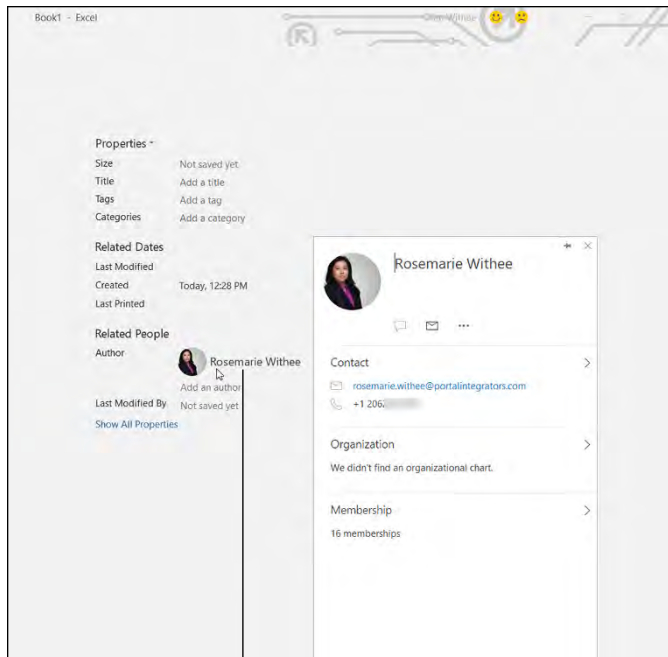 Book1 - Excel
Properties
Size Not saved yet
Title Add a title
Tags Add a tag
Categories Add a category
Related Dates
Last Modified
Created Today, 12:28 PM
Last Printed
Related People
Author Rosemarie Withee
Add an author
Last Modified By Not saved yet
Show All Properties
Rosemarie Withee
Contact
rosemarie.withee@portalintegrators.com
+1 206
Organization
We didn't find an organizational chart.
Membership
16 memberships